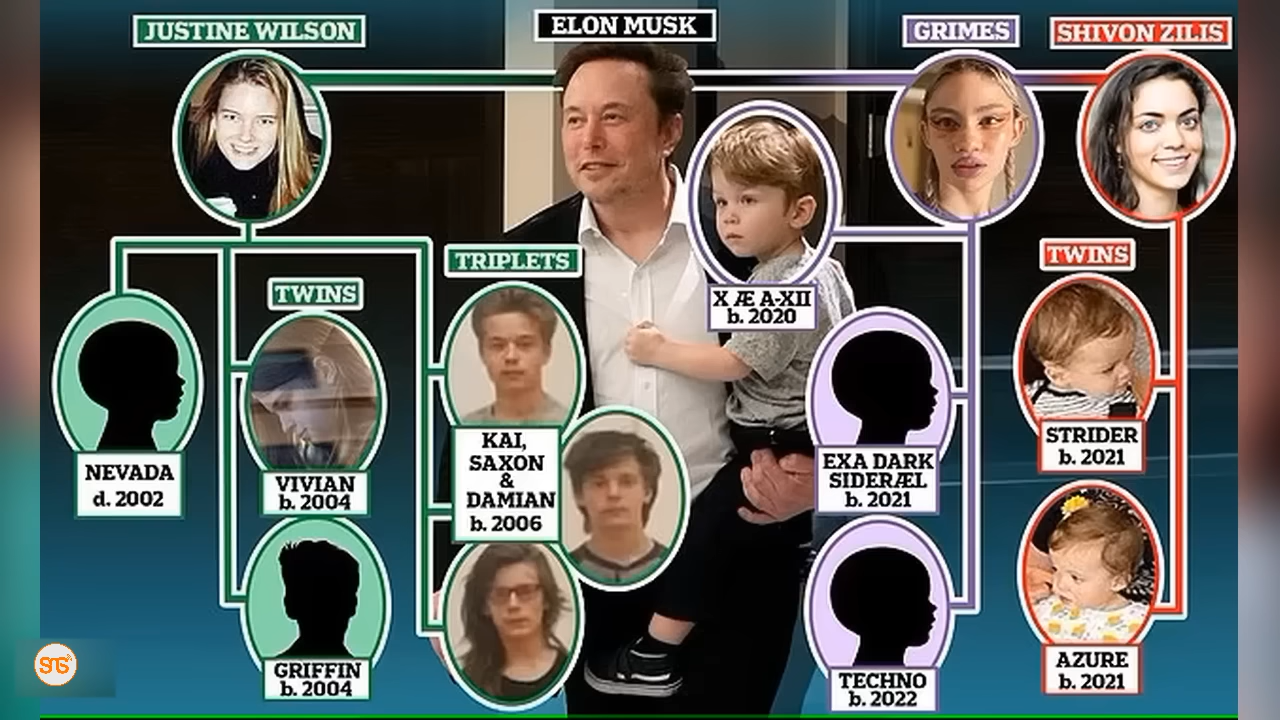 JUSTINE WILSON
ELON MUSK
GRIMES
SHIVON ZILIS
TRIPLETS
TWINS
TWINS
X Æ A-XII
b. 2020
NEVADA
d. 2002
VIVIAN
b. 2004
KAI,
SAXON
&
DAMIAN
b. 2006
EXA DARK
SIDERÆL
b. 2021
STRIDER
b. 2021
GRIFFIN
b. 2004
TECHNO
b. 2022
AZURE
b. 2021